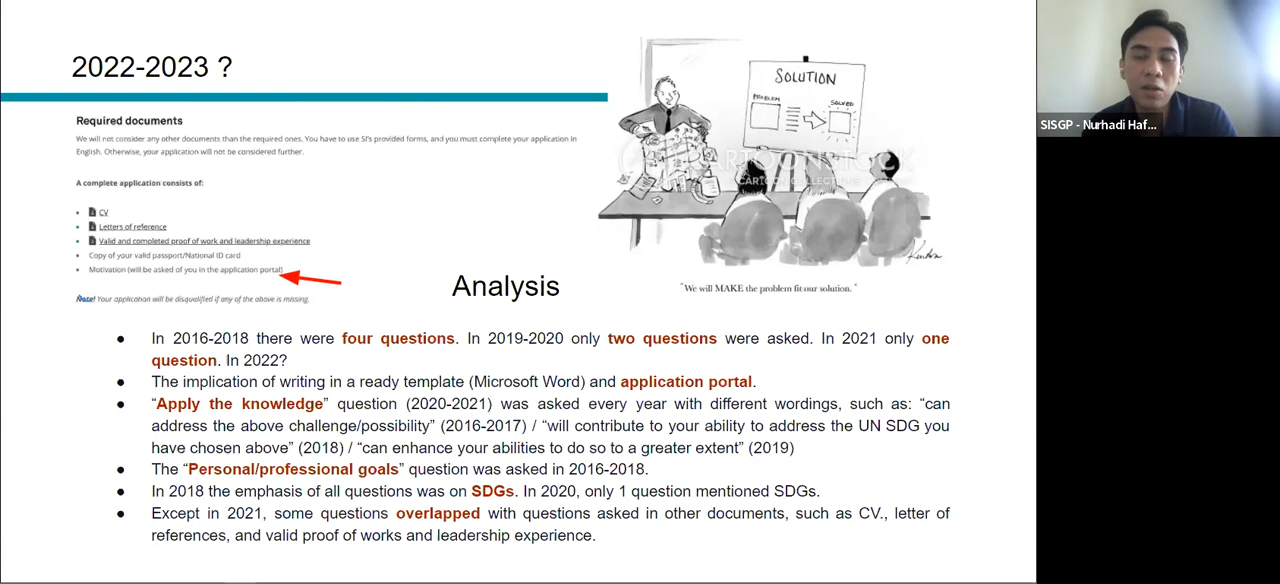 2022-2023 ?
Required documents
We will not consider any other documents than the required ones. You have to use SI's provided forms, and you must complete your application in
English. Otherwise, your application will not be considered further.
A complete application consists of:
• CV
• Letters of reference
• Valid and completed proof of work and leadership experience
• Copy of your valid passport/National ID card
• Motivation (will be asked of you in the application portal)
Note! Your application will be disqualified if any of the above is missing.
SOLUTION
PROBLEM
SOLVED
CARTOONSTOCK
CARTOON COLLECTIONS
"We will MAKE the problem fit our solution."
Analysis
● In 2016-2018 there were four questions. In 2019-2020 only two questions were asked. In 2021 only one
question. In 2022?
● The implication of writing in a ready template (Microsoft Word) and application portal.
● “Apply the knowledge” question (2020-2021) was asked every year with different wordings, such as: “can
address the above challenge/possibility” (2016-2017) / “will contribute to your ability to address the UN SDG you
have chosen above” (2018) / “can enhance your abilities to do so to a greater extent” (2019)
● The “Personal/professional goals” question was asked in 2016-2018.
● In 2018 the emphasis of all questions was on SDGs. In 2020, only 1 question mentioned SDGs.
● Except in 2021, some questions overlapped with questions asked in other documents, such as CV., letter of
references, and valid proof of works and leadership experience.
SISGP - Nurhadi Haf...